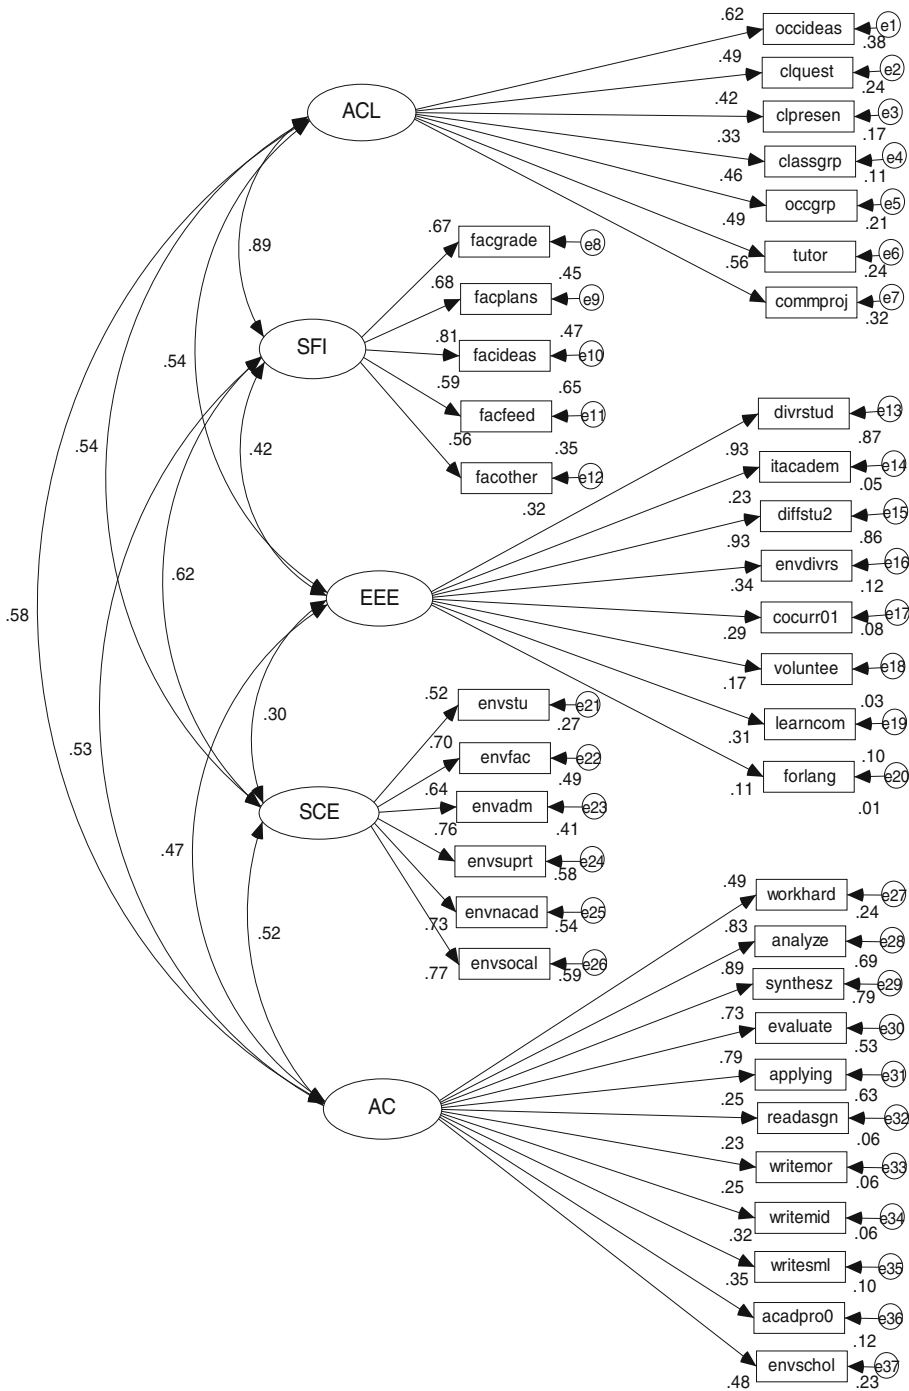 .62
occideas
e1
.38
.49
clquest
e2
.24
ACL
.42
clpresen
e3
.17
.33
classgrp
e4
.11
.46
occgrp
e5
.21
.49
tutor
e6
.24
.56
commproj
e7
.32
.89
.67
facgrade
e8
.45
.68
facplans
e9
.47
SFI
.81
facideas
e10
.65
.59
facfeed
e11
.35
.56
facother
e12
.32
.54
.54
.42
.62
.58
divrstud
e13
.87
.93
itacadem
e14
.05
.23
diffstu2
e15
.86
.93
envdivrs
e16
.12
.34
EEE
cocurr01
e17
.08
.29
voluntee
e18
.03
.17
learncom
e19
.10
.31
forlang
e20
.01
.11
.30
.53
.52
envstu
e21
.27
.70
envfac
e22
.49
SCE
.64
envadm
e23
.41
.76
envsuprt
e24
.58
.73
envnacad
e25
.54
.77
envsocal
e26
.59
.47
.52
.49
workhard
e27
.24
.83
analyze
e28
.69
.89
synthesz
e29
.79
.73
evaluate
e30
.53
.79
applying
e31
.63
AC
.25
readasgn
e32
.06
.23
writemor
e33
.06
.25
writemid
e34
.06
.32
writesml
e35
.10
.35
acadpro0
e36
.12
.48
envschol
e37
.23